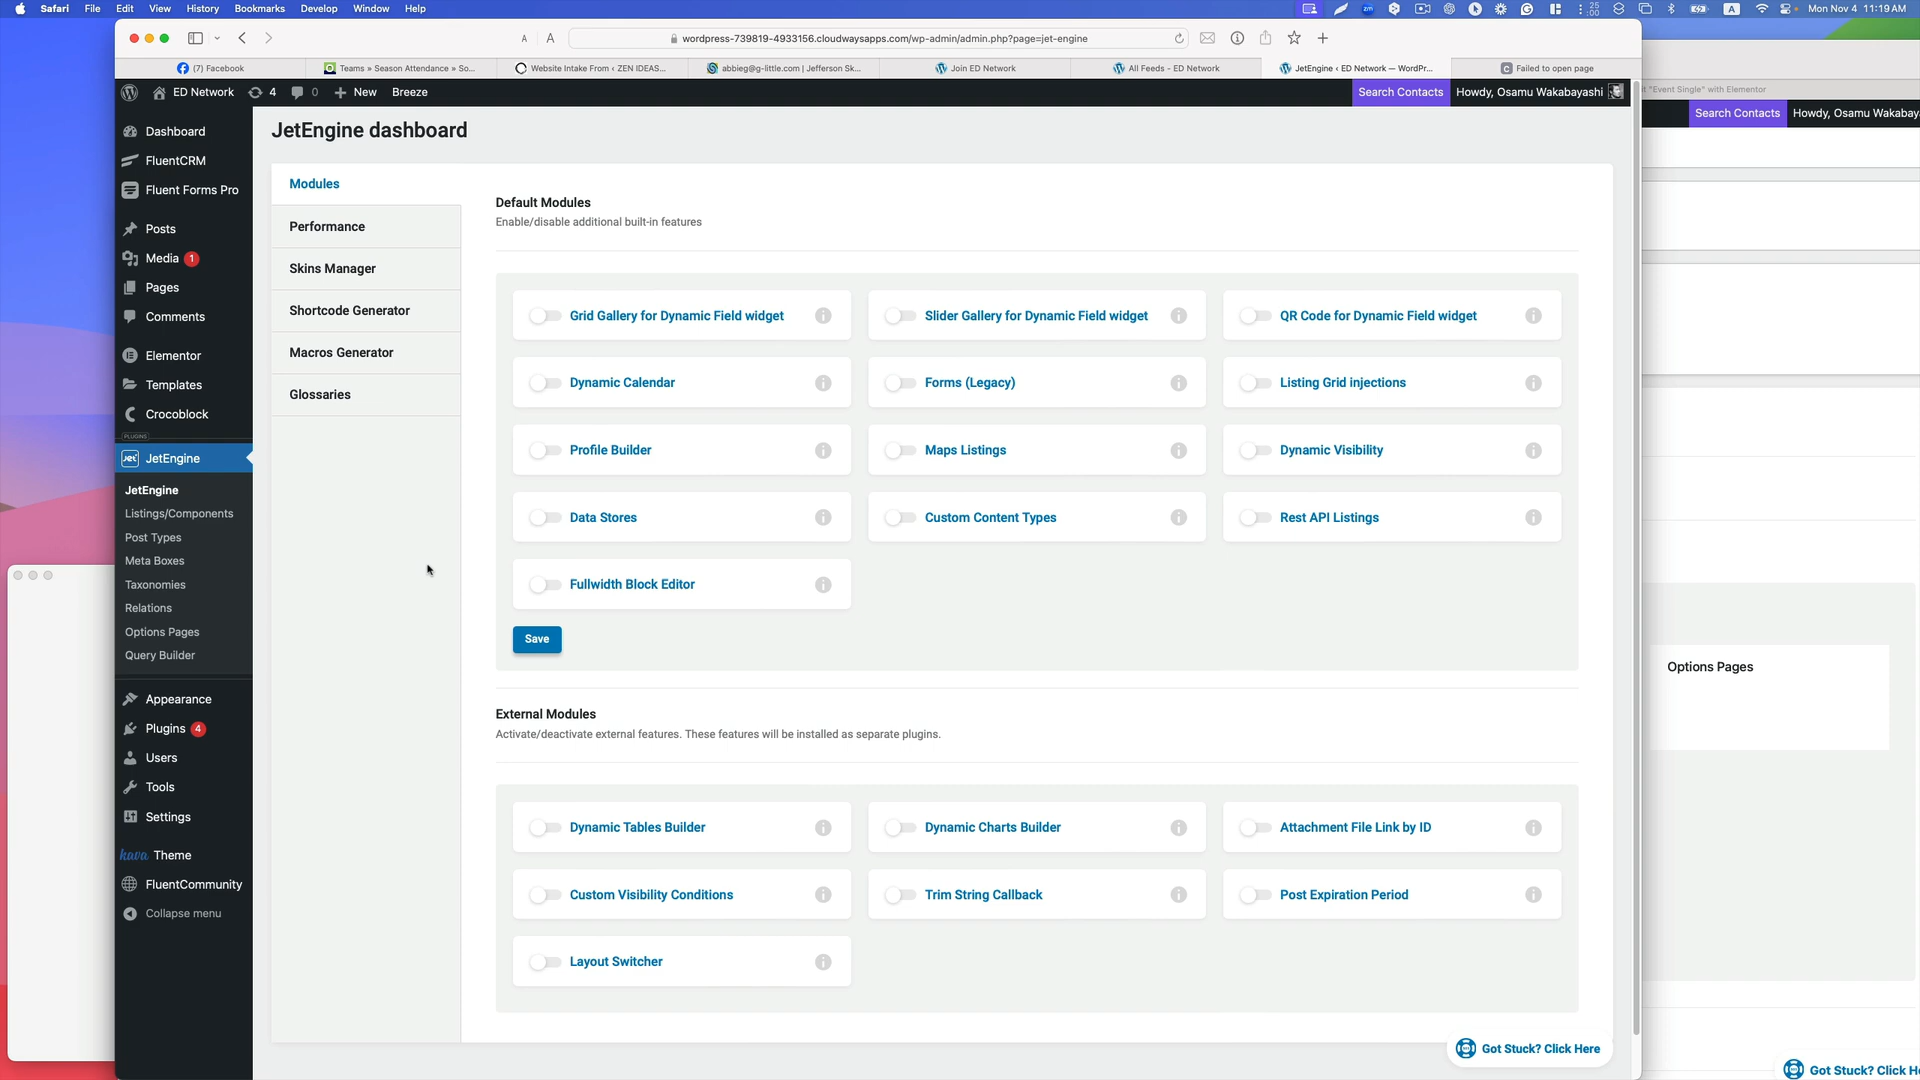 Safari File Edit View History Bookmarks Develop Window Help
Mon Nov 4 11:19 AM
wordpress-739819-4933156.cloudwaysapps.com/wp-admin/admin.php?page=jet-engine
(7) Facebook
Teams » Season Attendance » So...
Website Intake From ‹ ZEN IDEAS...
abbieg@g-little.com | Jefferson Sk...
Join ED Network
All Feeds - ED Network
JetEngine ‹ ED Network — WordPr...
Failed to open page
ED Network 4 0 New Breeze
Search Contacts Howdy, Osamu Wakabayashi
Dashboard
FluentCRM
Fluent Forms Pro
Posts
Media 1
Pages
Comments
Elementor
Templates
Crocoblock
PLUGINS
JetEngine
JetEngine
Listings/Components
Post Types
Meta Boxes
Taxonomies
Relations
Options Pages
Query Builder
Appearance
Plugins 4
Users
Tools
Settings
hava Theme
FluentCommunity
Collapse menu
JetEngine dashboard
Modules
Performance
Skins Manager
Shortcode Generator
Macros Generator
Glossaries
Default Modules
Enable/disable additional built-in features
Grid Gallery for Dynamic Field widget
Slider Gallery for Dynamic Field widget
QR Code for Dynamic Field widget
Dynamic Calendar
Forms (Legacy)
Listing Grid injections
Profile Builder
Maps Listings
Dynamic Visibility
Data Stores
Custom Content Types
Rest API Listings
Fullwidth Block Editor
Save
External Modules
Activate/deactivate external features. These features will be installed as separate plugins.
Dynamic Tables Builder
Dynamic Charts Builder
Attachment File Link by ID
Custom Visibility Conditions
Trim String Callback
Post Expiration Period
Layout Switcher
Got Stuck? Click Here
"Event Single" with Elementor
Search Contacts Howdy, Osamu Wakabay
Options Pages
Got Stuck? Click H